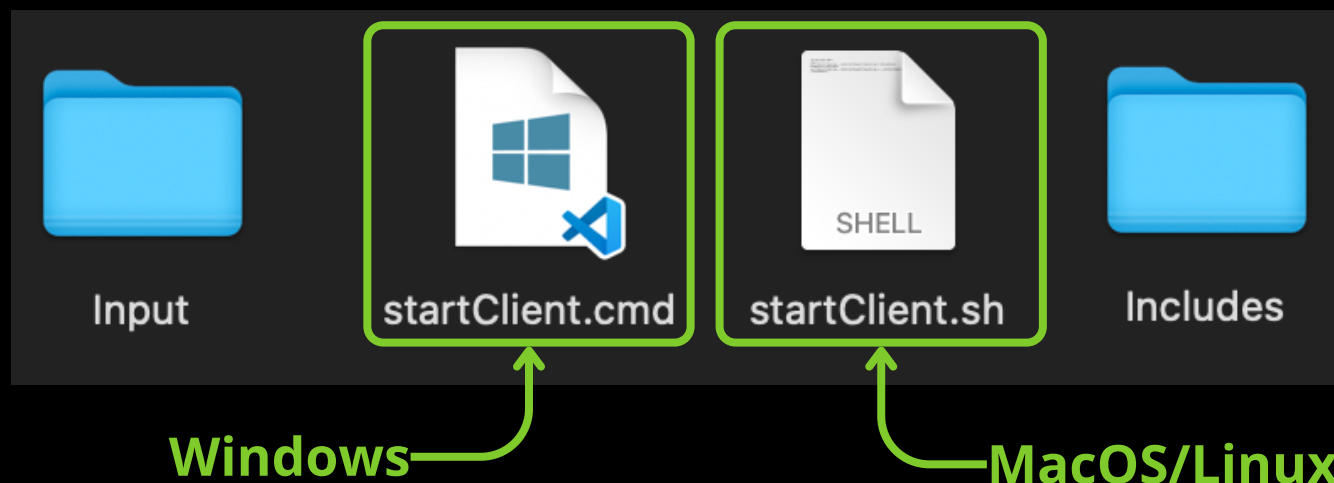 SHELL
Input
startClient.cmd
startClient.sh
Includes
Windows
MacOS/Linux